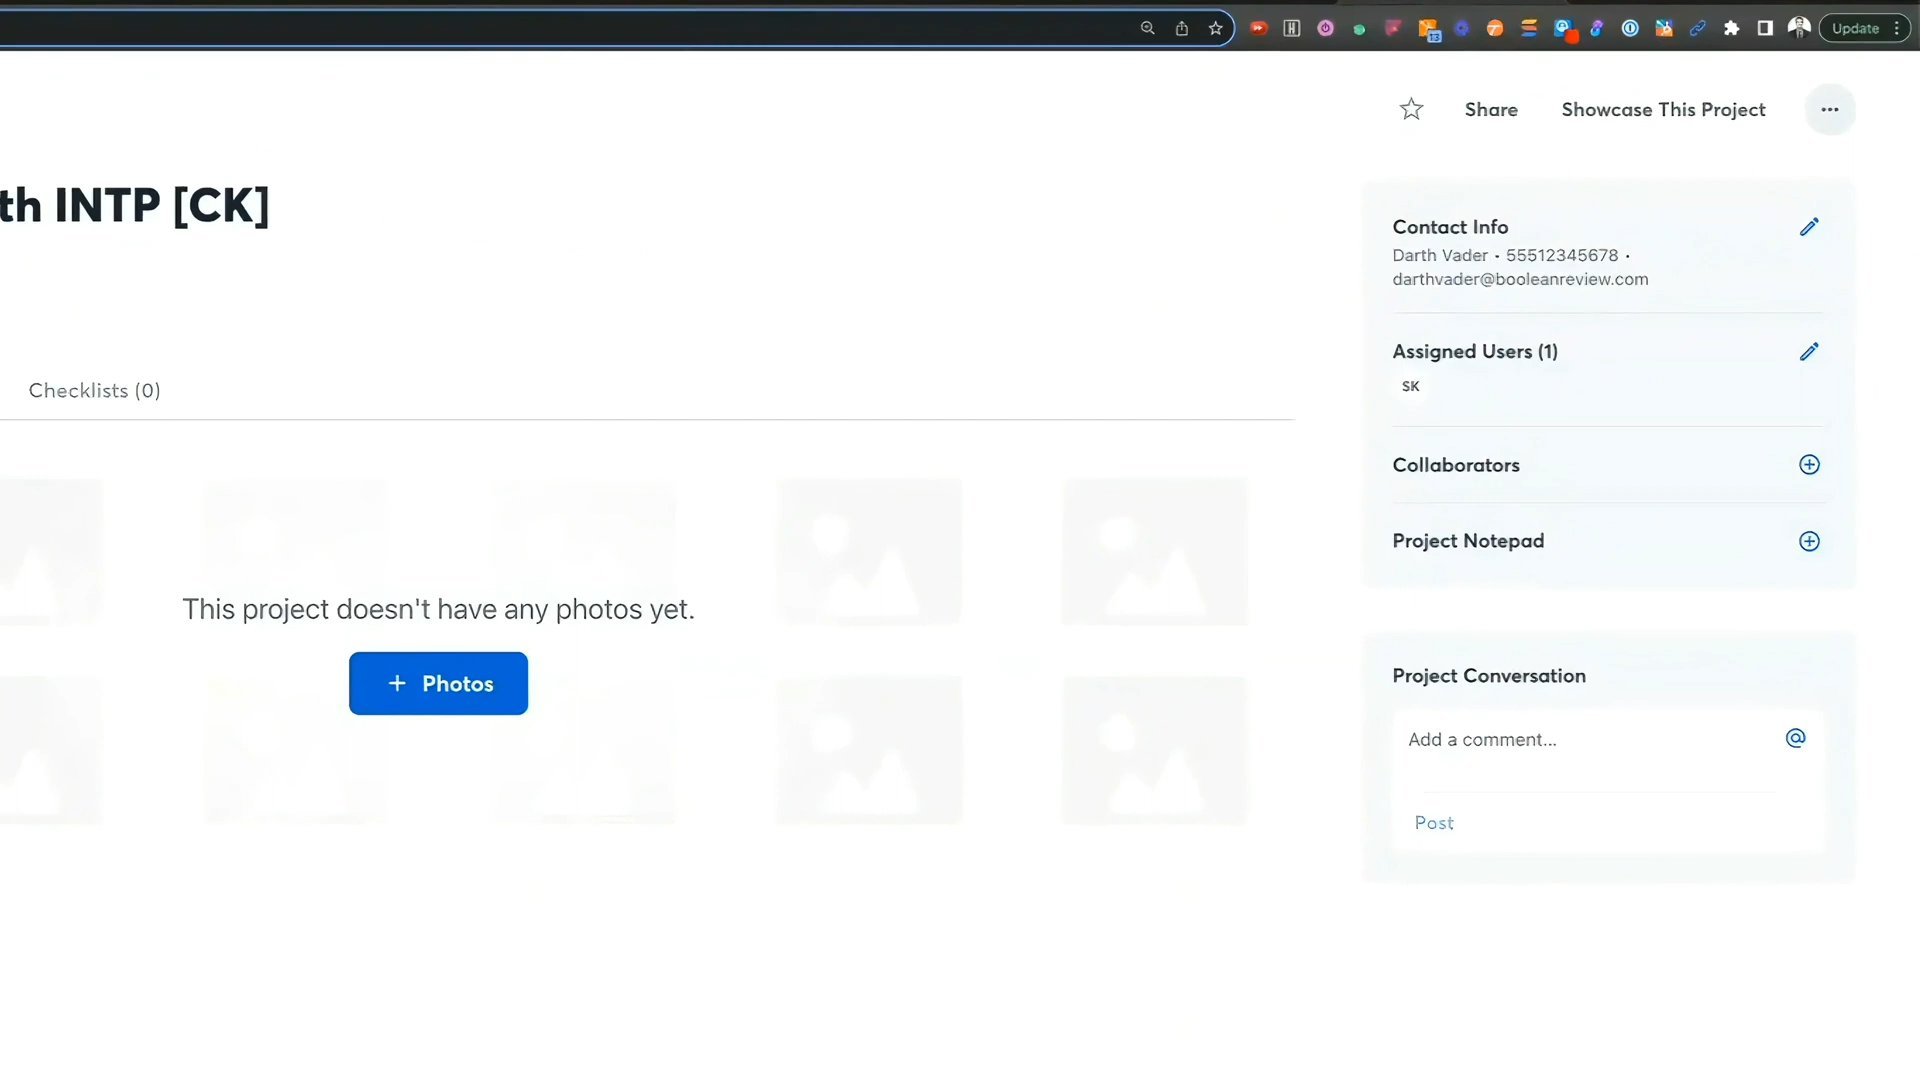 Update
Share
Showcase This Project
th INTP [CK]
Contact Info
Darth Vader • 55512345678 •
darthvader@booleanreview.com
Assigned Users (1)
SK
Checklists (0)
Collaborators
Project Notepad
This project doesn't have any photos yet.
+ Photos
Project Conversation
Add a comment...
@
Post